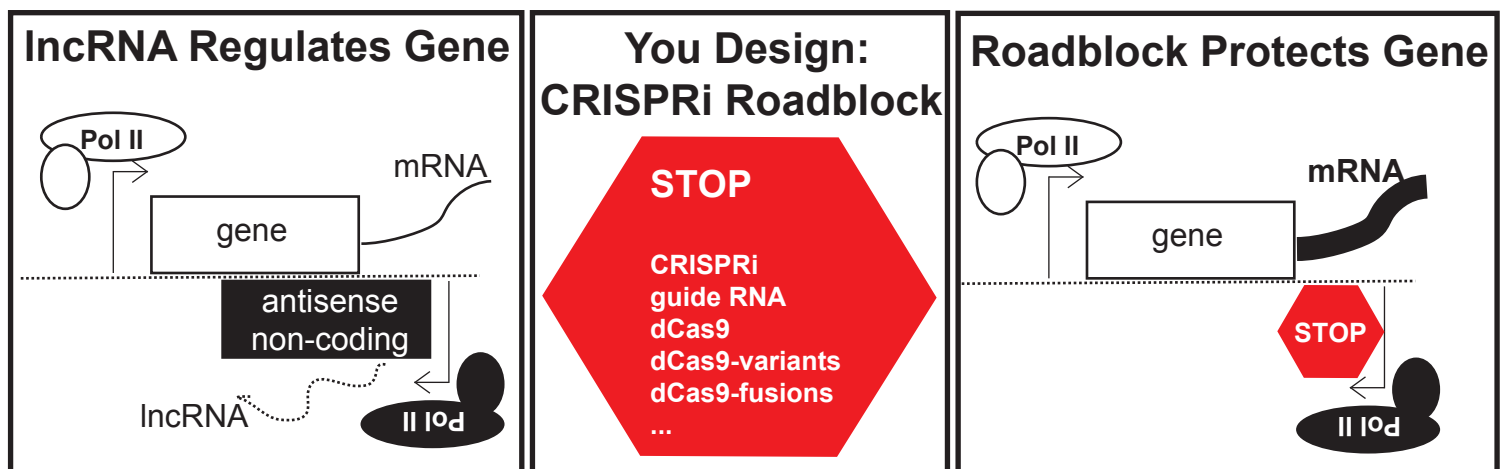 lncRNA Regulates Gene
Pol II
mRNA
gene
antisense
non-coding
lncRNA
Pol II
You Design:
CRISPRi Roadblock
STOP
CRISPRi
guide RNA
dCas9
dCas9-variants
dCas9-fusions
...
Roadblock Protects Gene
Pol II
mRNA
gene
STOP
Pol II